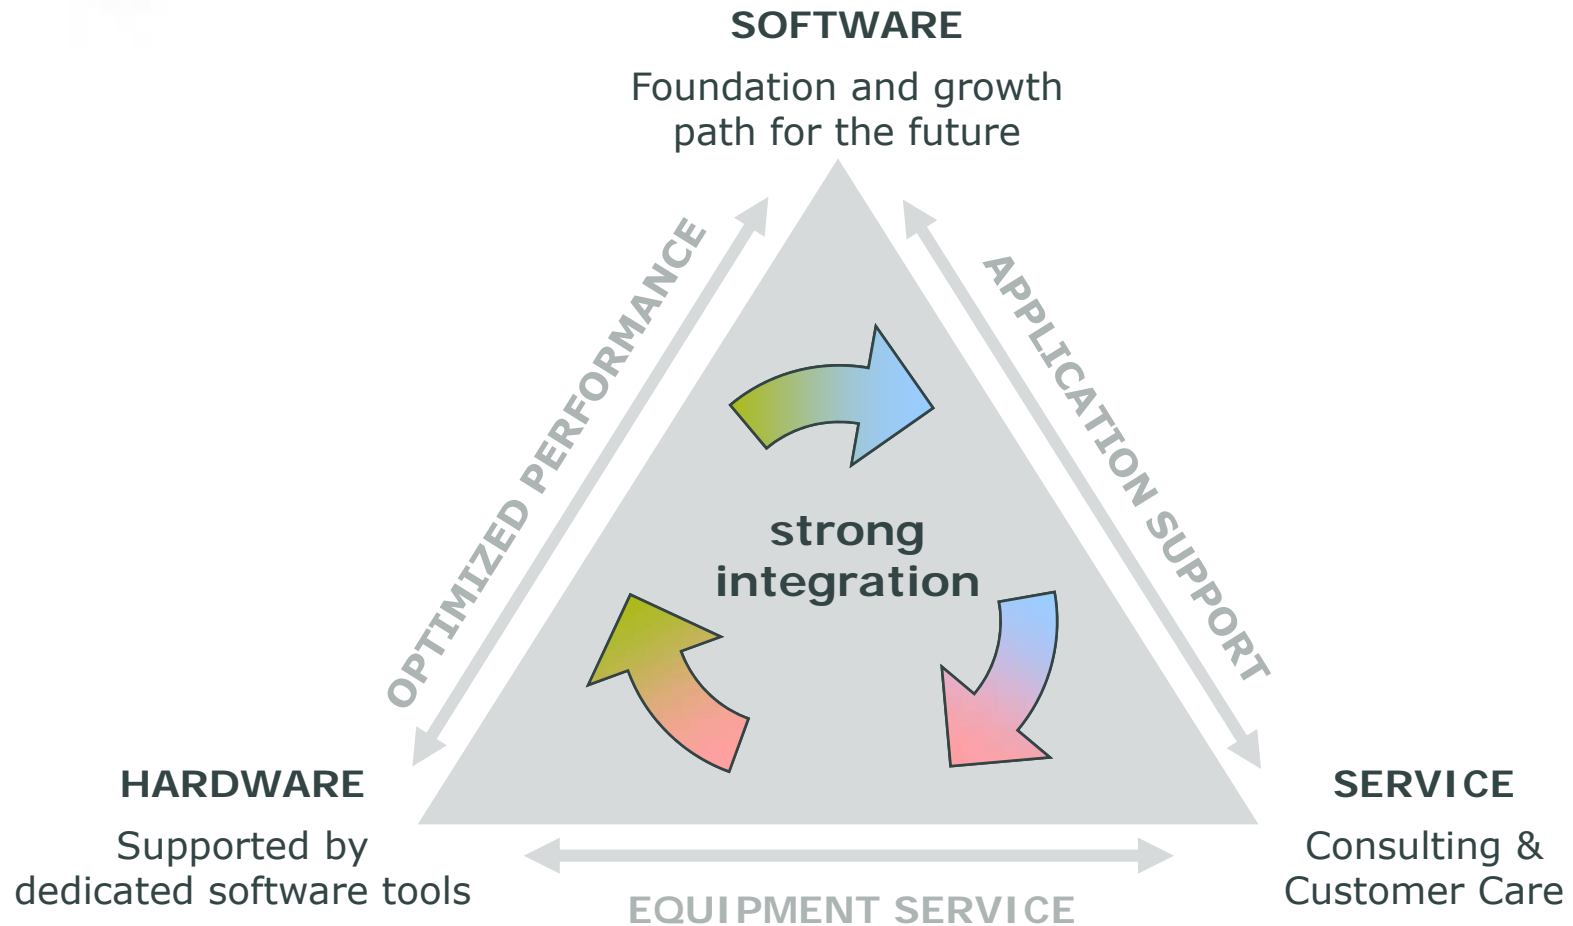 SOFTWARE
Foundation and growth
path for the future
OPTIMIZED PERFORMANCE
APPLICATION SUPPORT
strong
integration
HARDWARE
Supported by
dedicated software tools
SERVICE
Consulting &
Customer Care
EQUIPMENT SERVICE